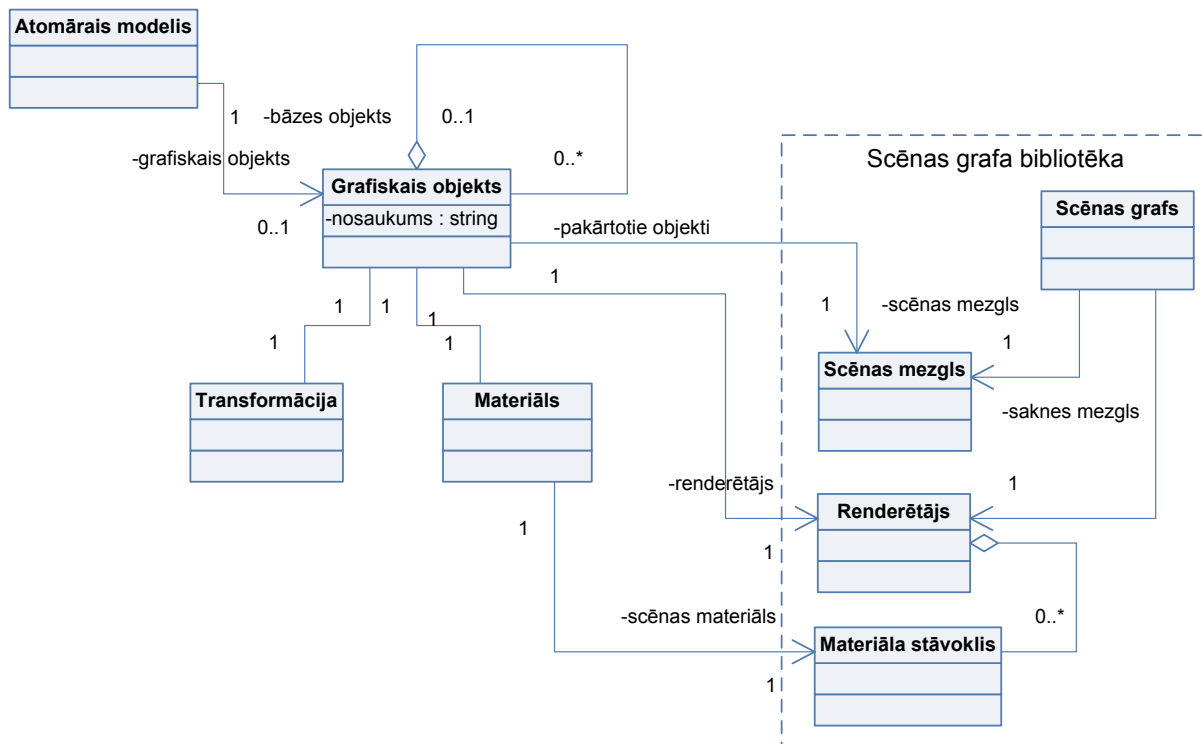 Atomārais modelis
1
-bāzes objekts
0..1
-grafiskais objekts
0..*
Scēnas grafa bibliotēka
Grafiskais objekts
-nosaukums : string
Scēnas grafs
0..1
-pakārtotie objekti
1
1
1
1
1
-scēnas mezgls
1
1
1
Scēnas mezgls
Transformācija
Materiāls
-saknes mezgls
-renderētājs
1
Renderētājs
1
1
-scēnas materiāls
0..*
Materiāla stāvoklis
1